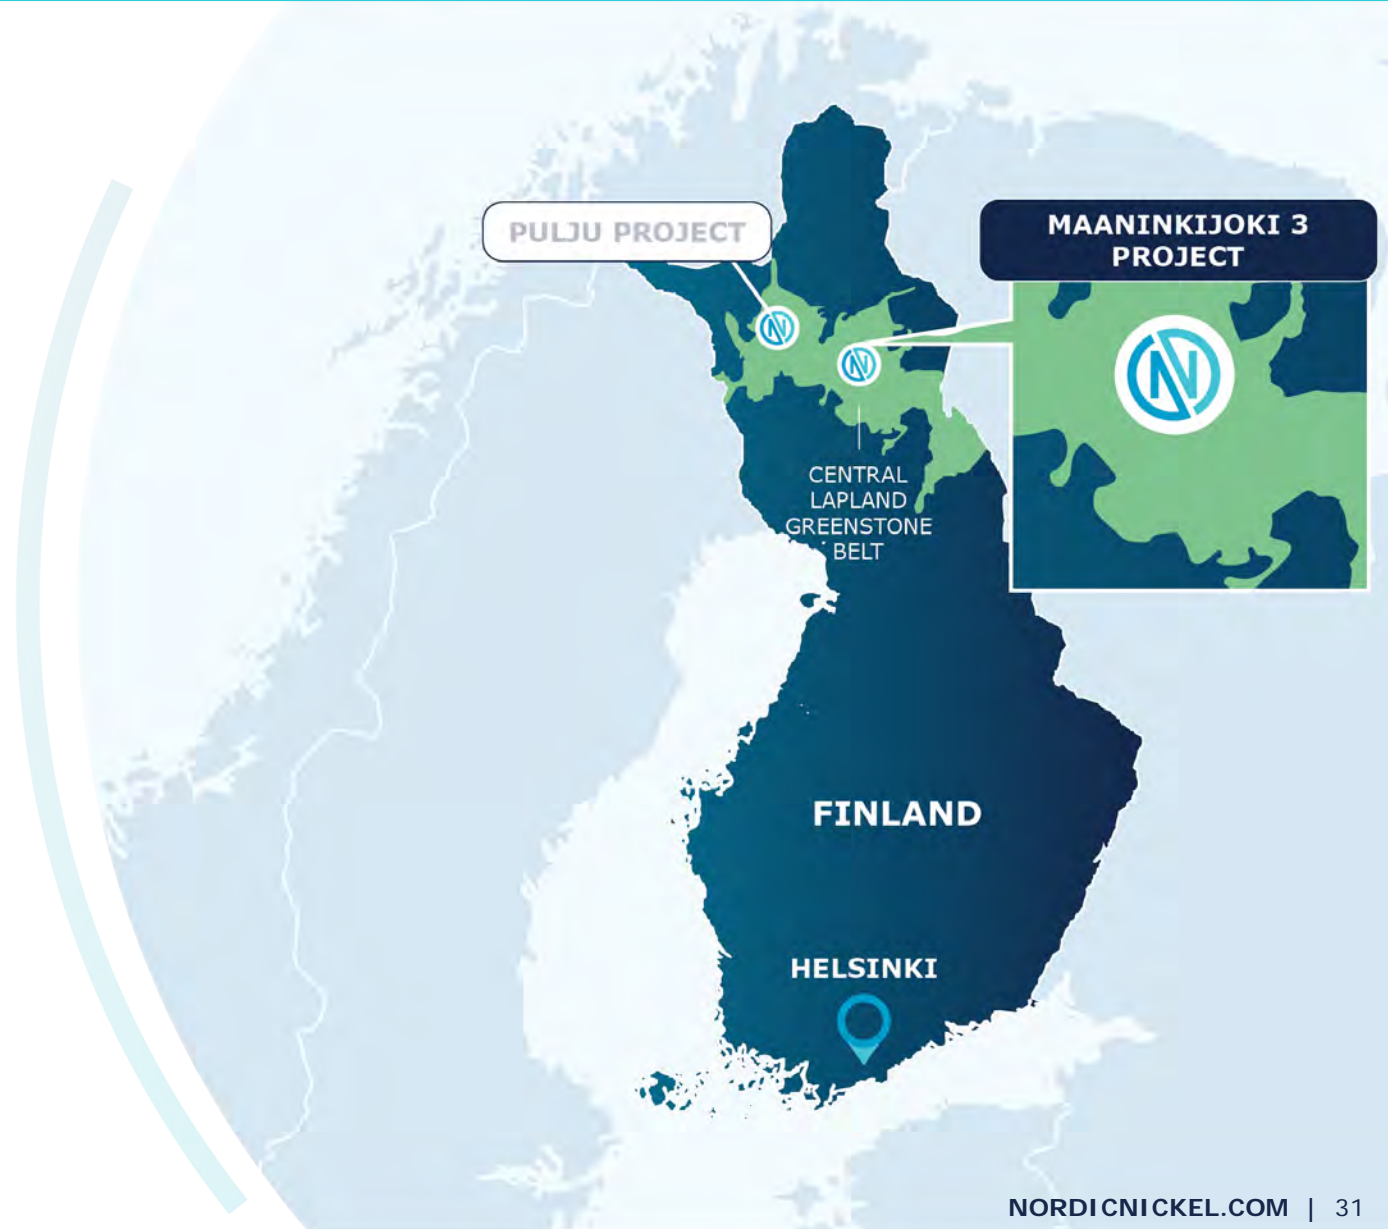 PULJU PROJECT
MAANINKIJOKI 3
PROJECT
CENTRAL
LAPLAND
GREENSTONE
BELT
FINLAND
HELSINKI
NORDICNICKEL.COM | 31